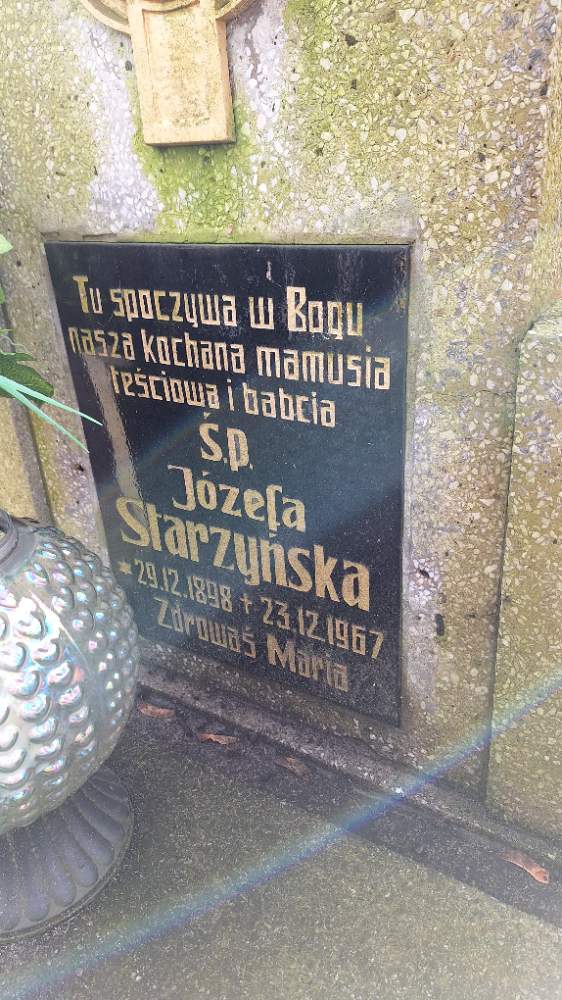 Tu spoczywa w Bogu
nasza kochana mamusia
teściowa i babcia
Ś.p.
Józefa
Starzyńska
* 29.12.1898 + 23.12.1967
Zdrowaś Maria